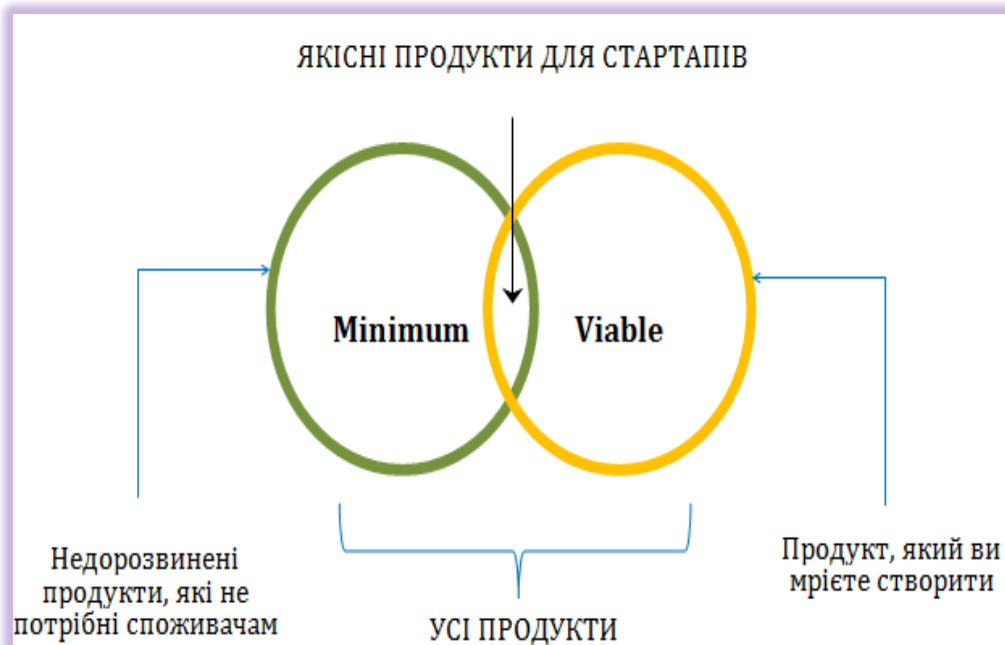 ЯКІСНІ ПРОДУКТИ ДЛЯ СТАРТАПІВ
Minimum
Viable
Недорозвинені
продукти, які не
потрібні споживачам
Продукт, який ви
мрієте створити
УСІ ПРОДУКТИ